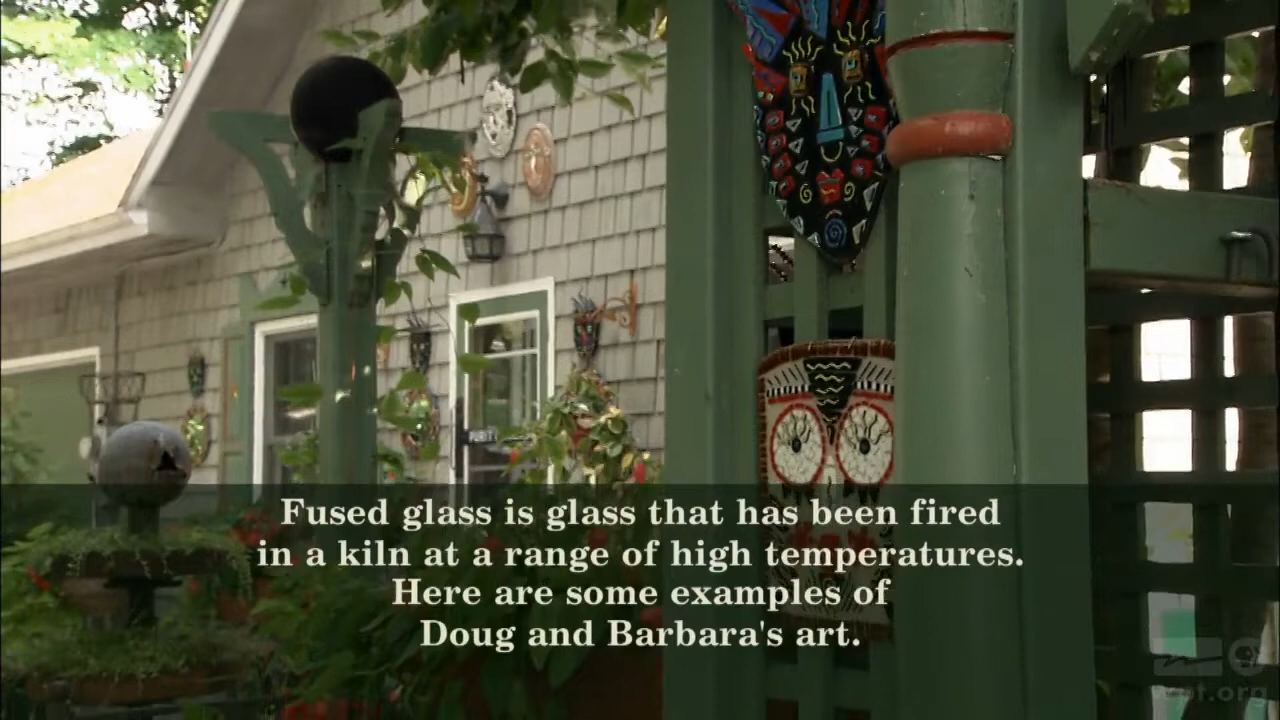 Fused glass is glass that has been fired
in a kiln at a range of high temperatures.
Here are some examples of
Doug and Barbara's art.